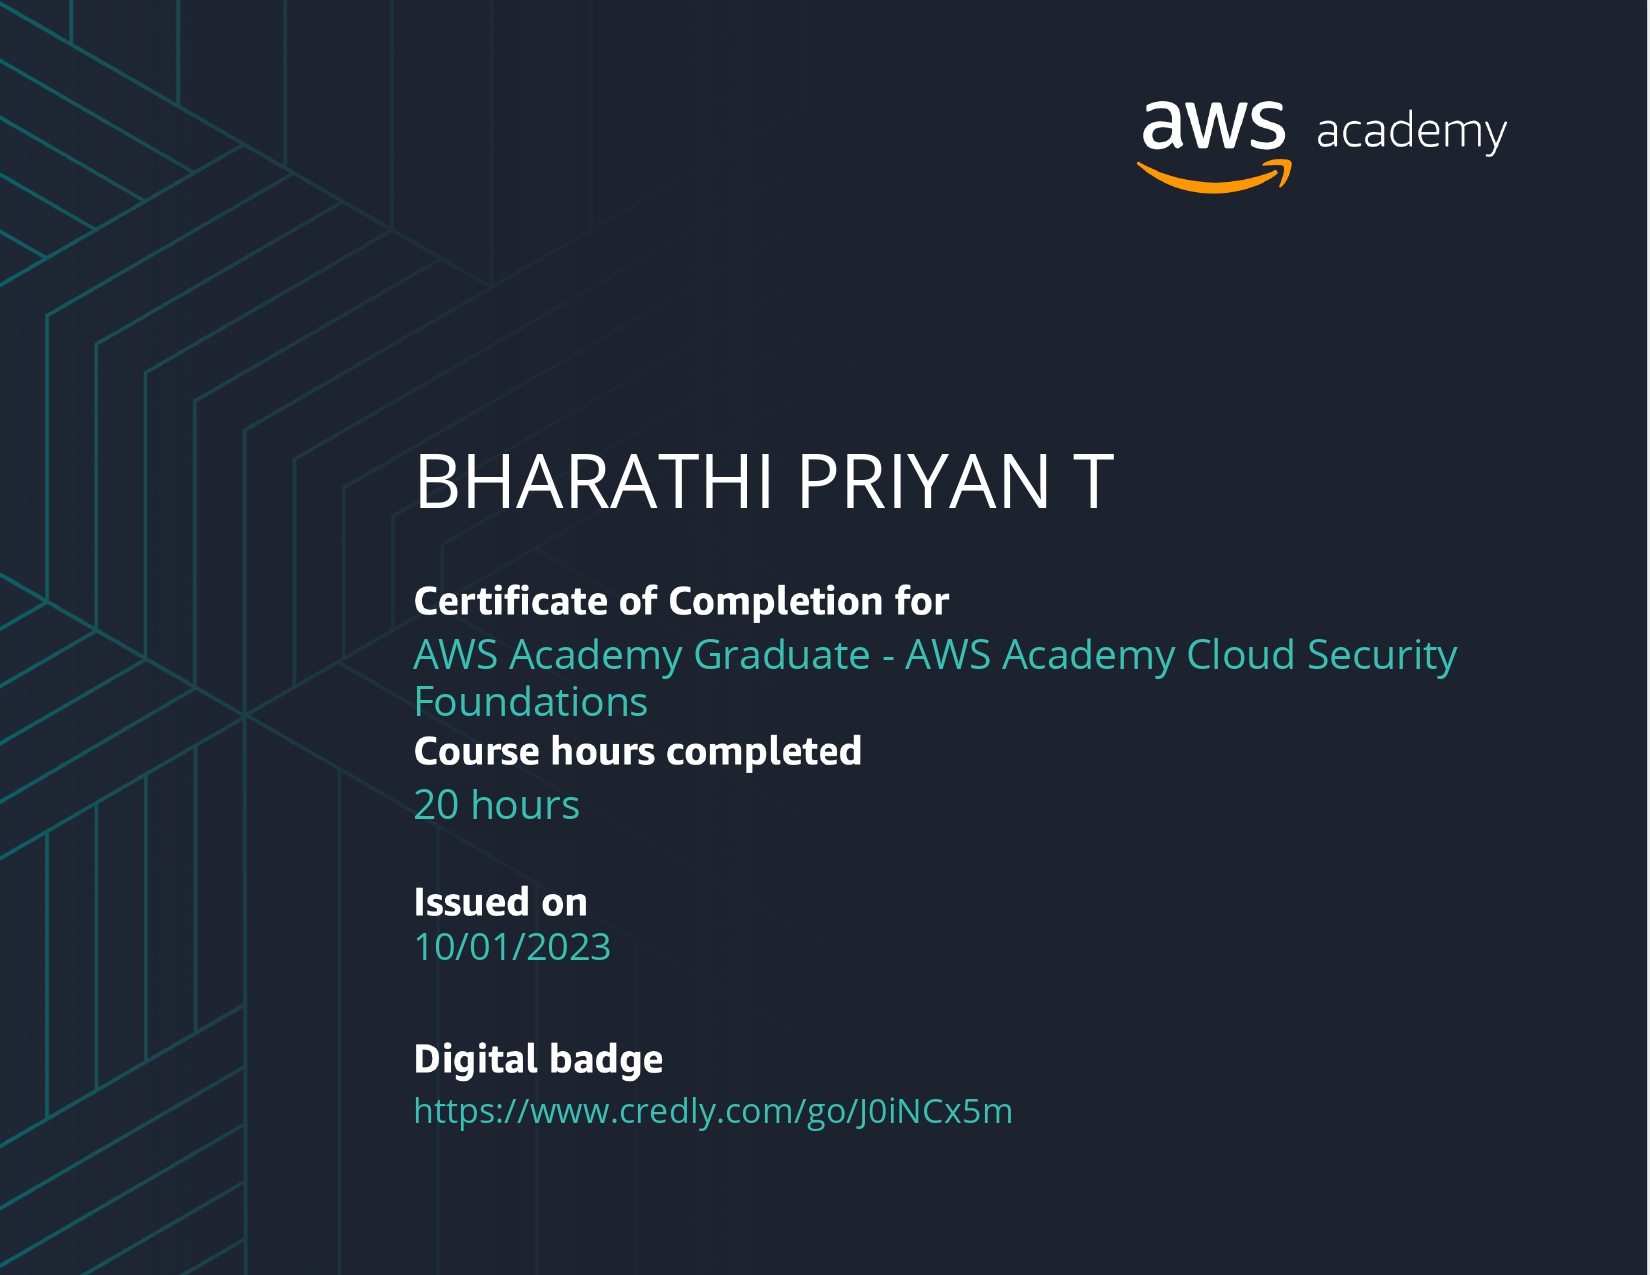 aws academy
BHARATHI PRIYAN T
Certificate of Completion for
AWS Academy Graduate - AWS Academy Cloud Security
Foundations
Course hours completed
20 hours
Issued on
10/01/2023
Digital badge
https://www.credly.com/go/J0iNCx5m